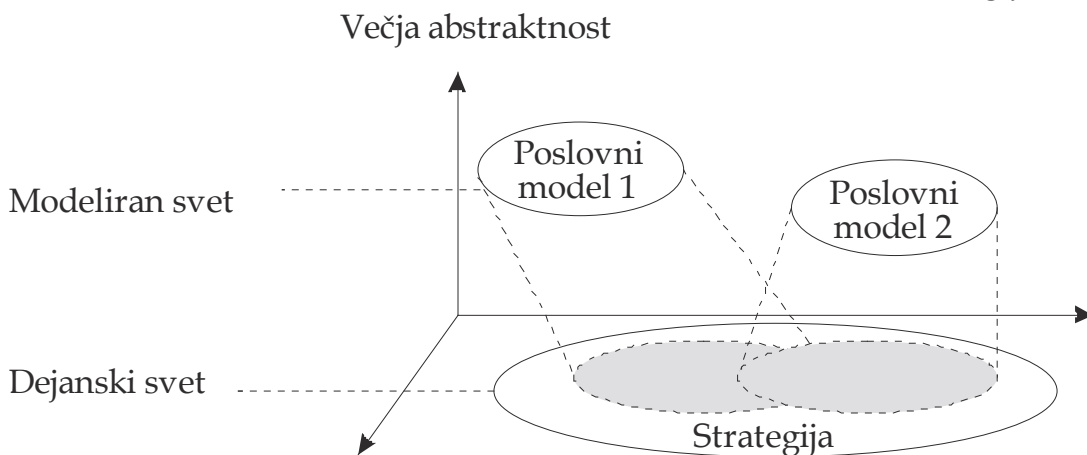 Večja abstraktnost
Poslovni
model 1
Poslovni
model 2
Modeliran svet
Dejanski svet
Strategija